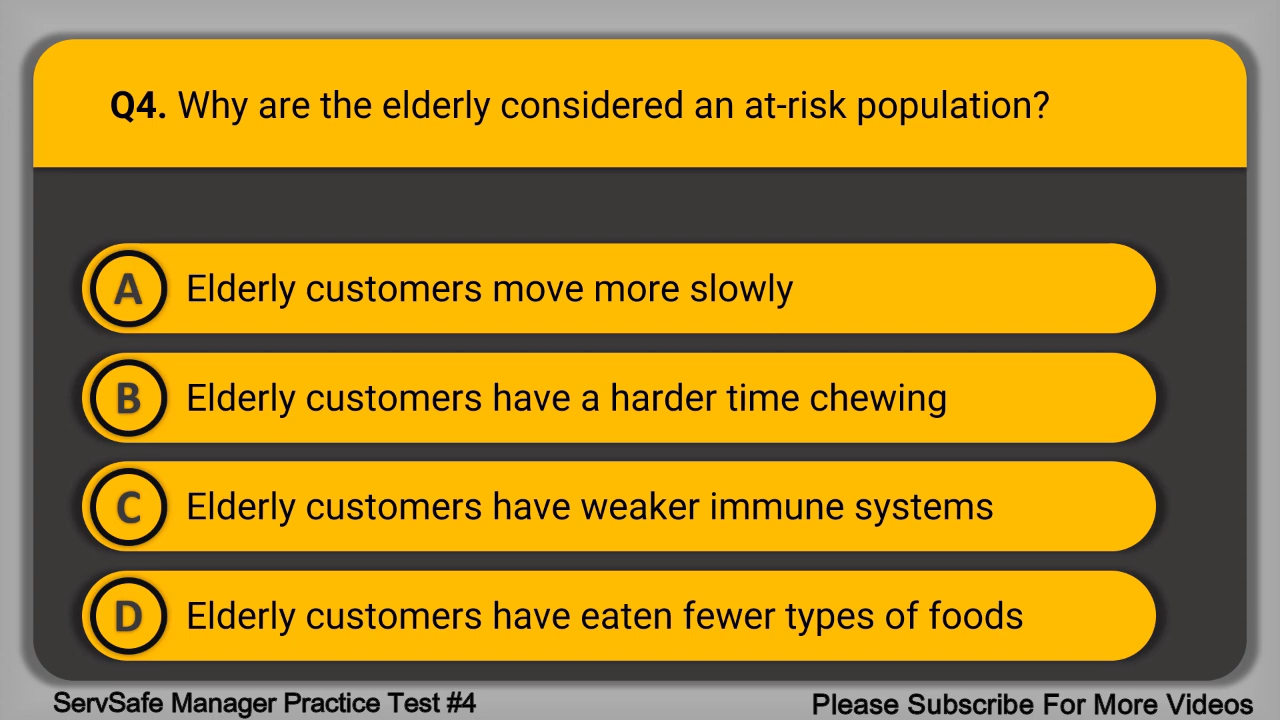 Q4. Why are the elderly considered an at-risk population?
A Elderly customers move more slowly
B Elderly customers have a harder time chewing
C Elderly customers have weaker immune systems
D Elderly customers have eaten fewer types of foods
ServSafe Manager Practice Test #4
Please Subscribe For More Videos